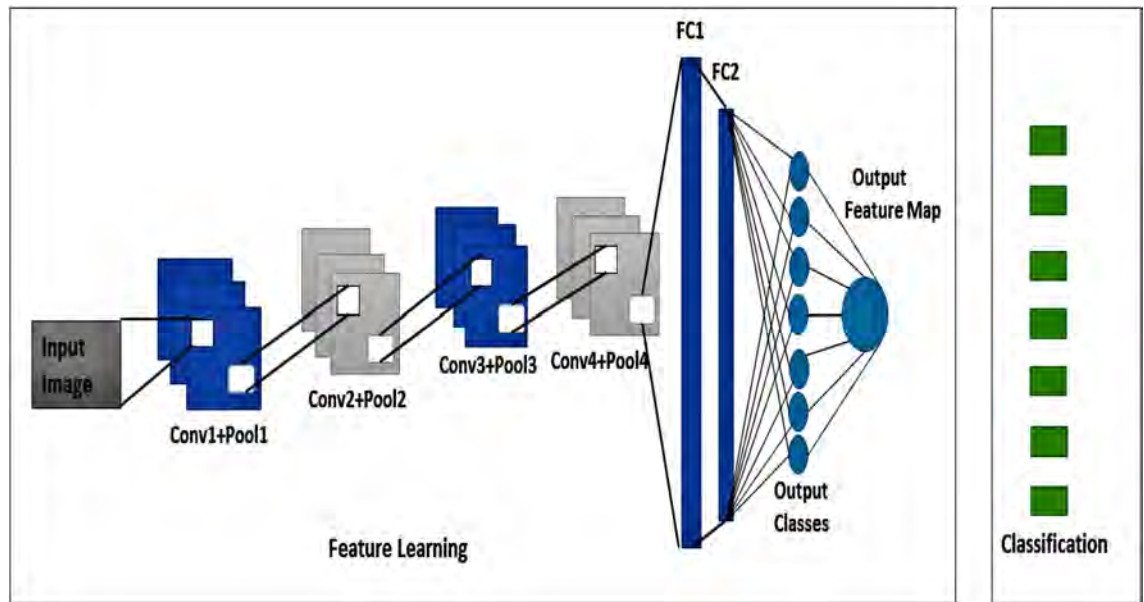 FC1
FC2
Output
Feature Map
Input
Image
Conv1+Pool1
Conv2+Pool2
Conv3+Pool3
Conv4+Pool4
Output
Classes
Feature Learning
Classification